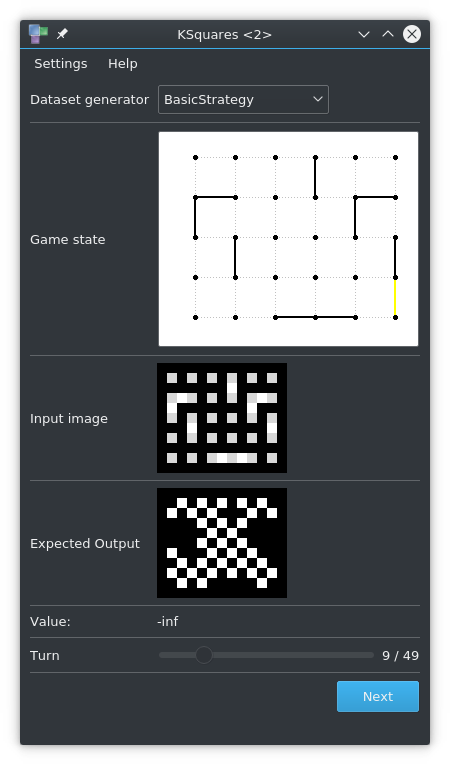 KSquares <2>
Settings Help
Dataset generator BasicStrategy
Game state
Input image
Expected Output
Value: -inf
Turn 9 / 49
Next